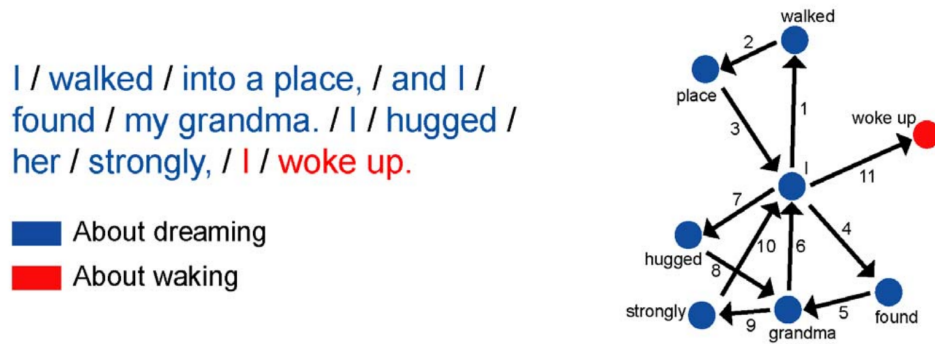 I / walked / into a place, / and I /
found / my grandma. / I / hugged /
her / strongly, / I / woke up.
About dreaming
About waking
walked
2
place
1
3
woke up
I
11
7
4
10
6
hugged
8
strongly
9
5
grandma
found